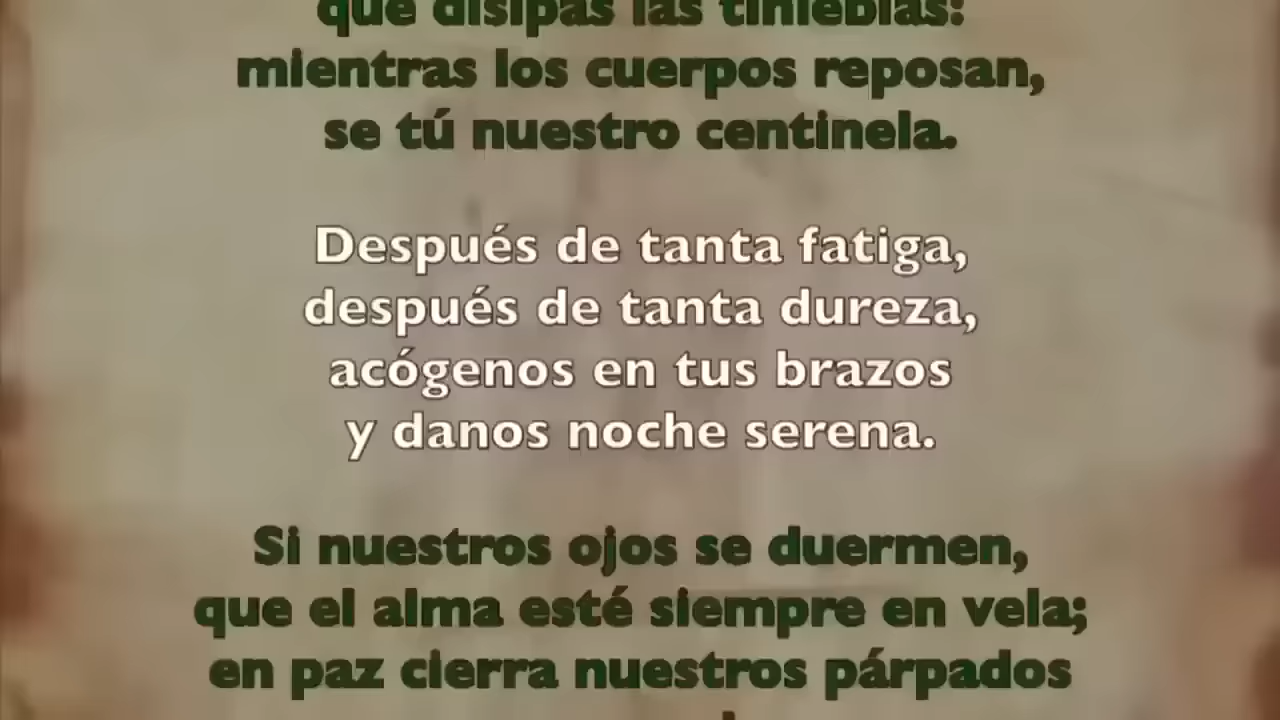 que disipas las tinieblas:
mientras los cuerpos reposan,
se tú nuestro centinela.
Después de tanta fatiga,
después de tanta dureza,
acógenos en tus brazos
y danos noche serena.
Si nuestros ojos se duermen,
que el alma esté siempre en vela;
en paz cierra nuestros párpados